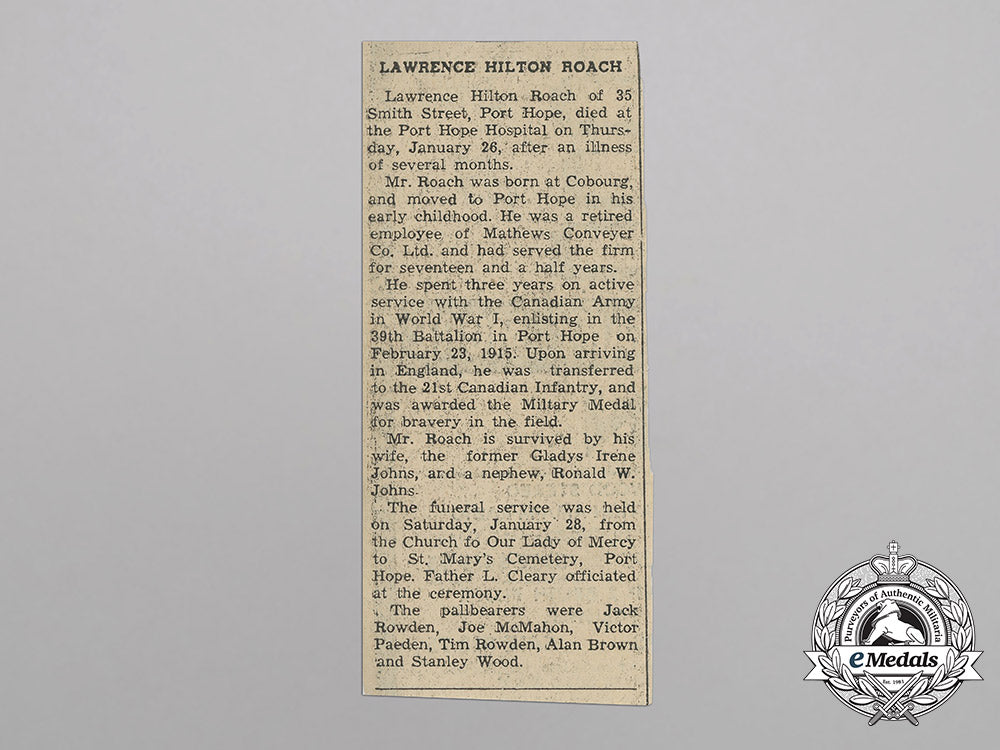 LAWRENCE HILTON ROACH
Lawrence Hilton Roach of 35
Smith Street, Port Hope, died at
the Port Hope Hospital on Thurs-
day, January 26, after an illness
of several months.
Mr. Roach was born at Cobourg,
and moved to Port Hope in his
early childhood. He was a retired
employee of Mathews Conveyer
Co. Ltd. and had served the firm
for seventeen and a half years.
He spent three years on active
service with the Canadian Army
in World War I, enlisting in the
39th Battalion in Port Hope on
February 23, 1915. Upon arriving
in England, he was transferred
to the 21st Canadian Infantry, and
was awarded the Miltary Medal
for bravery in the field.
Mr. Roach is survived by his
wife, the former Gladys Irene
Johns, and a nephew, Ronald W.
Johns.
The funeral service was held
on Saturday, January 28, from
the Church fo Our Lady of Mercy
to St. Mary's Cemetery, Port
Hope. Father L. Cleary officiated
at the ceremony.
The pallbearers were Jack
Rowden, Joe McMahon, Victor
Paeden, Tim Rowden, Alan Brown
and Stanley Wood.
Purveyors of Authentic Militaria
eMedals
Est. 1981